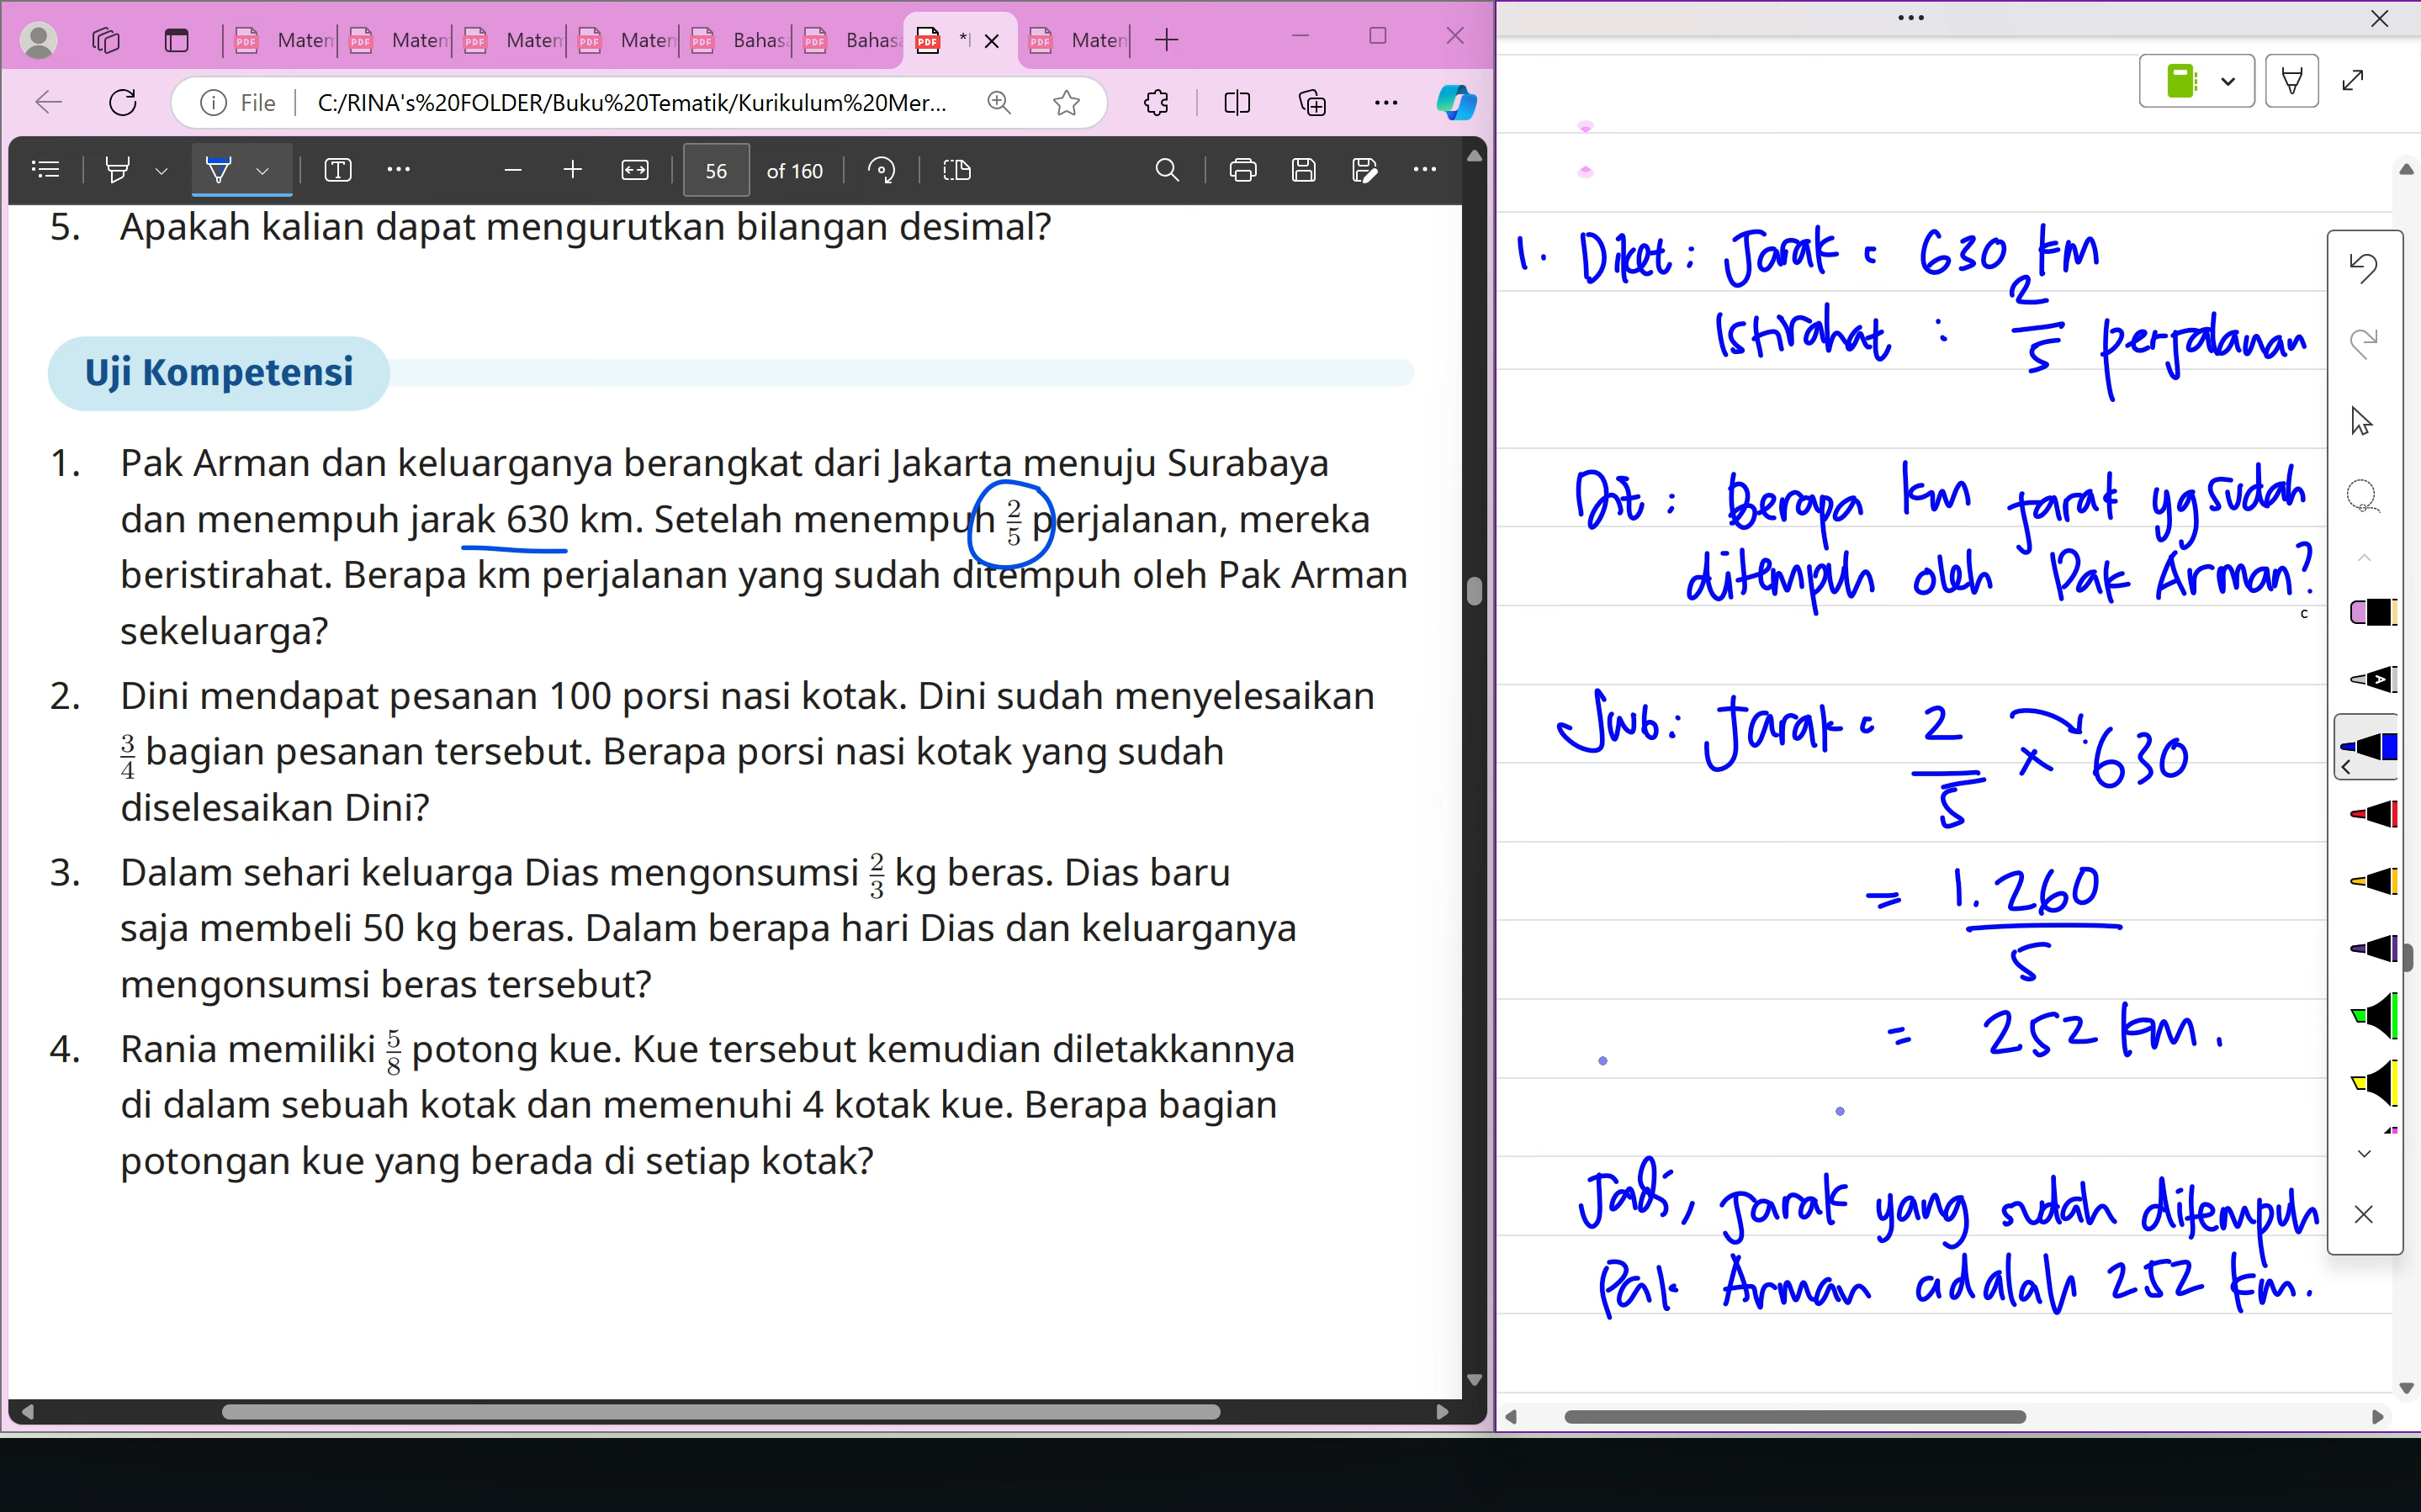 Matem
Matem
Matem
Matem
Bahasa
Bahasa
*
Matem
File
C:/RINA's%20FOLDER/Buku%20Tematik/Kurikulum%20Mer...
56 of 160
5. Apakah kalian dapat mengurutkan bilangan desimal?
Uji Kompetensi
1. Pak Arman dan keluarganya berangkat dari Jakarta menuju Surabaya
dan menempuh jarak 630 km. Setelah menempuh 2/5 perjalanan, mereka
beristirahat. Berapa km perjalanan yang sudah ditempuh oleh Pak Arman
sekeluarga?
2. Dini mendapat pesanan 100 porsi nasi kotak. Dini sudah menyelesaikan
3/4 bagian pesanan tersebut. Berapa porsi nasi kotak yang sudah
diselesaikan Dini?
3. Dalam sehari keluarga Dias mengonsumsi 2/3 kg beras. Dias baru
saja membeli 50 kg beras. Dalam berapa hari Dias dan keluarganya
mengonsumsi beras tersebut?
4. Rania memiliki 5/8 potong kue. Kue tersebut kemudian diletakkannya
di dalam sebuah kotak dan memenuhi 4 kotak kue. Berapa bagian
potongan kue yang berada di setiap kotak?
1. Diket : Jarak = 630 km
Istirahat : 2/5 perjalanan
Dit : Berapa km jarak yg sudah
ditempuh oleh Pak Arman?
Jwb : Jarak = 2/5 × 630
= 1.260/5
= 252 km.
Jadi, jarak yang sudah ditempuh
Pak Arman adalah 252 km.